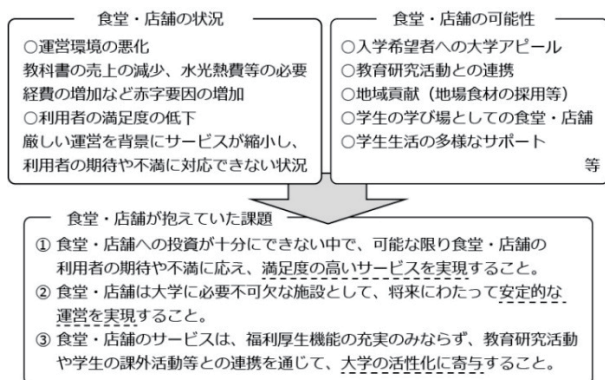 食堂・店舗の状況
○運営環境の悪化
教科書の売上の減少、水光熱費等の必要
経費の増加など赤字要因の増加
○利用者の満足度の低下
厳しい運営を背景にサービスが縮小し、
利用者の期待や不満に対応できない状況
食堂・店舗の可能性
○入学希望者への大学アピール
○教育研究活動との連携
○地域貢献（地場食材の採用等）
○学生の学び場としての食堂・店舗
○学生生活の多様なサポート
等
食堂・店舗が抱えていた課題
① 食堂・店舗への投資が十分にできない中で、可能な限り食堂・店舗の
利用者の期待や不満に応え、満足度の高いサービスを実現すること。
② 食堂・店舗は大学に必要不可欠な施設として、将来にわたって安定的な
運営を実現すること。
③ 食堂・店舗のサービスは、福利厚生機能の充実のみならず、教育研究活動
や学生の課外活動等との連携を通じて、大学の活性化に寄与すること。